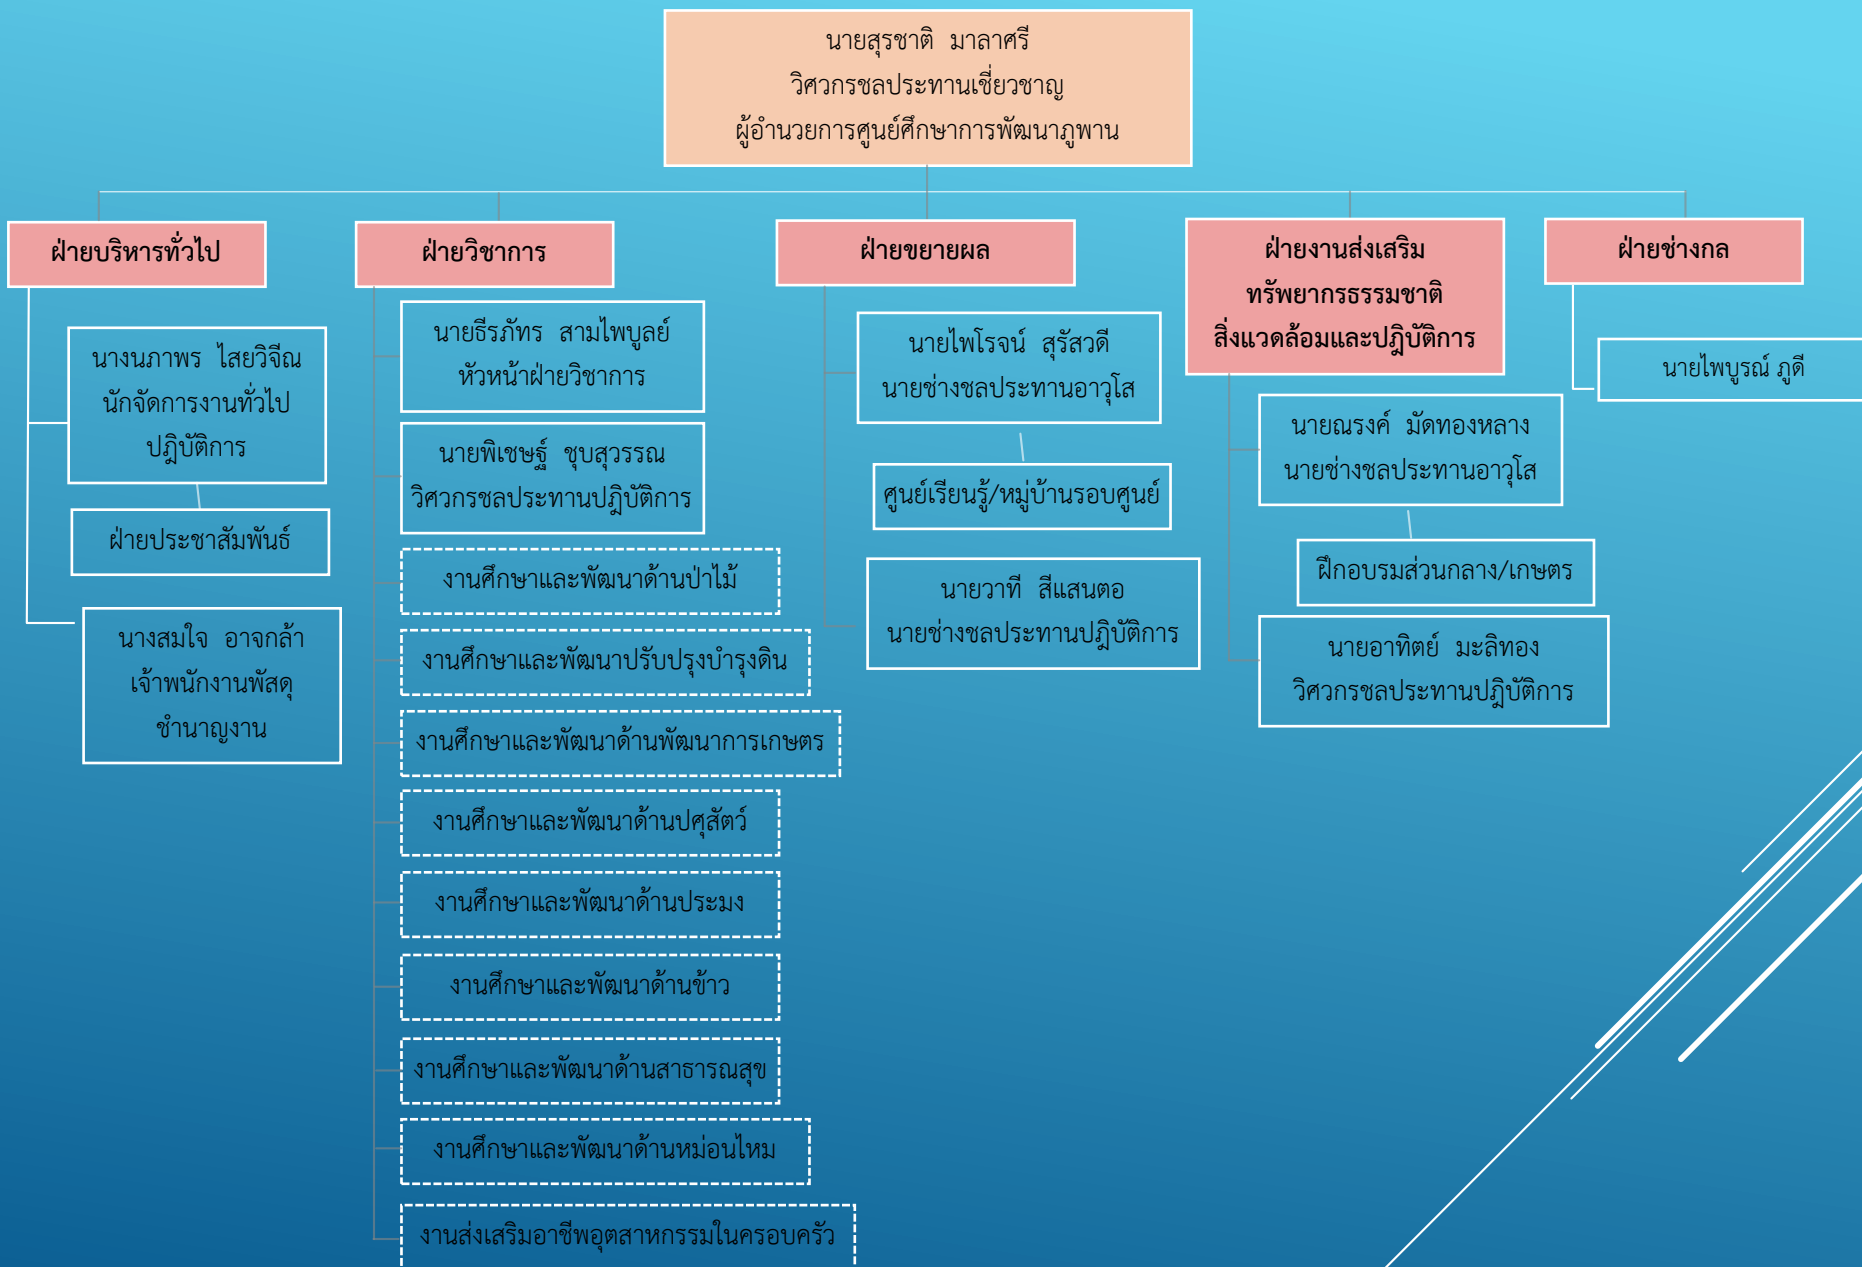 นายสุรชาติ มาลาศรี
วิศวกรชลประทานเชี่ยวชาญ
ผู้อำนวยการศูนย์ศึกษาการพัฒนาภูพาน
ฝ่ายบริหารทั่วไป
นางนภาพร ไสยวิจีณ
นักจัดการงานทั่วไป
ปฎิบัติการ
ฝ่ายประชาสัมพันธ์
นางสมใจ อาจกล้า
เจ้าพนักงานพัสดุ
ชำนาญงาน
ฝ่ายวิชาการ
นายธีรภัทร สามไพบูลย์
หัวหน้าฝ่ายวิชาการ
นายพิเชษฐ์ ชุบสุวรรณ
วิศวกรชลประทานปฎิบัติการ
งานศึกษาและพัฒนาด้านป่าไม้
งานศึกษาและพัฒนาปรับปรุงบำรุงดิน
งานศึกษาและพัฒนาด้านพัฒนาการเกษตร
งานศึกษาและพัฒนาด้านปศุสัตว์
งานศึกษาและพัฒนาด้านประมง
งานศึกษาและพัฒนาด้านข้าว
งานศึกษาและพัฒนาด้านสาธารณสุข
งานศึกษาและพัฒนาด้านหม่อนไหม
งานส่งเสริมอาชีพอุตสาหกรรมในครอบครัว
ฝ่ายขยายผล
นายไพโรจน์ สุรัสวดี
นายช่างชลประทานอาวุโส
ศูนย์เรียนรู้/หมู่บ้านรอบศูนย์
นายวาที สีแสนตอ
นายช่างชลประทานปฎิบัติการ
ฝ่ายงานส่งเสริม
ทรัพยากรธรรมชาติ
สิ่งแวดล้อมและปฎิบัติการ
นายณรงค์ มัดทองหลาง
นายช่างชลประทานอาวุโส
ฝึกอบรมส่วนกลาง/เกษตร
นายอาทิตย์ มะลิทอง
วิศวกรชลประทานปฎิบัติการ
ฝ่ายช่างกล
นายไพบูรณ์ ภูดี